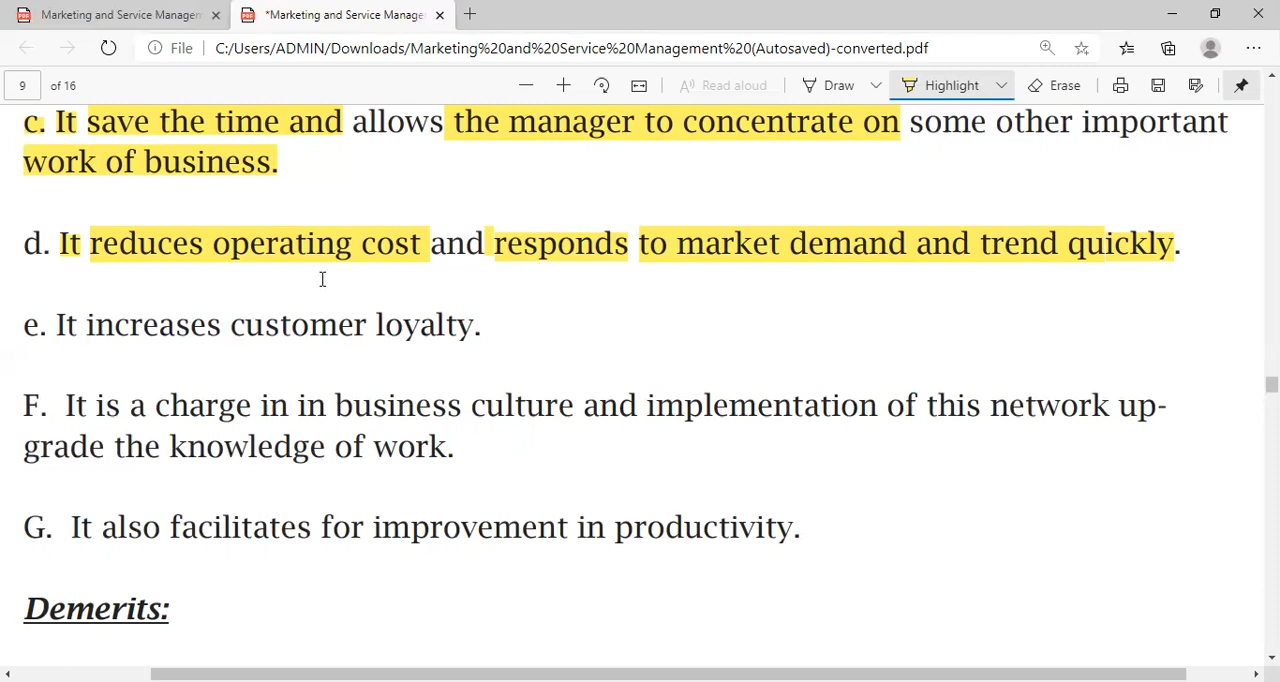 Marketing and Service Managem
*Marketing and Service Manage
File
C:/Users/ADMIN/Downloads/Marketing%20and%20Service%20Management%20(Autosaved)-converted.pdf
9 of 16
Read aloud
Draw
Highlight
Erase
c. It save the time and allows the manager to concentrate on some other important
work of business.
d. It reduces operating cost and responds to market demand and trend quickly.
e. It increases customer loyalty.
F. It is a charge in in business culture and implementation of this network up-
grade the knowledge of work.
G. It also facilitates for improvement in productivity.
Demerits: